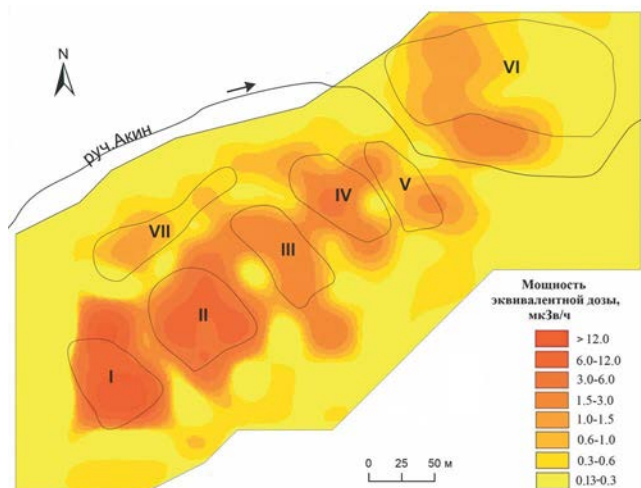 N
руч.Акин
VI
IV
V
VII
III
II
I
Мощность
эквивалентной дозы,
мкЗв/ч
> 12.0
6.0-12.0
3.0-6.0
1.5-3.0
1.0-1.5
0.6-1.0
0.3-0.6
0.13-0.3
0 25 50 м